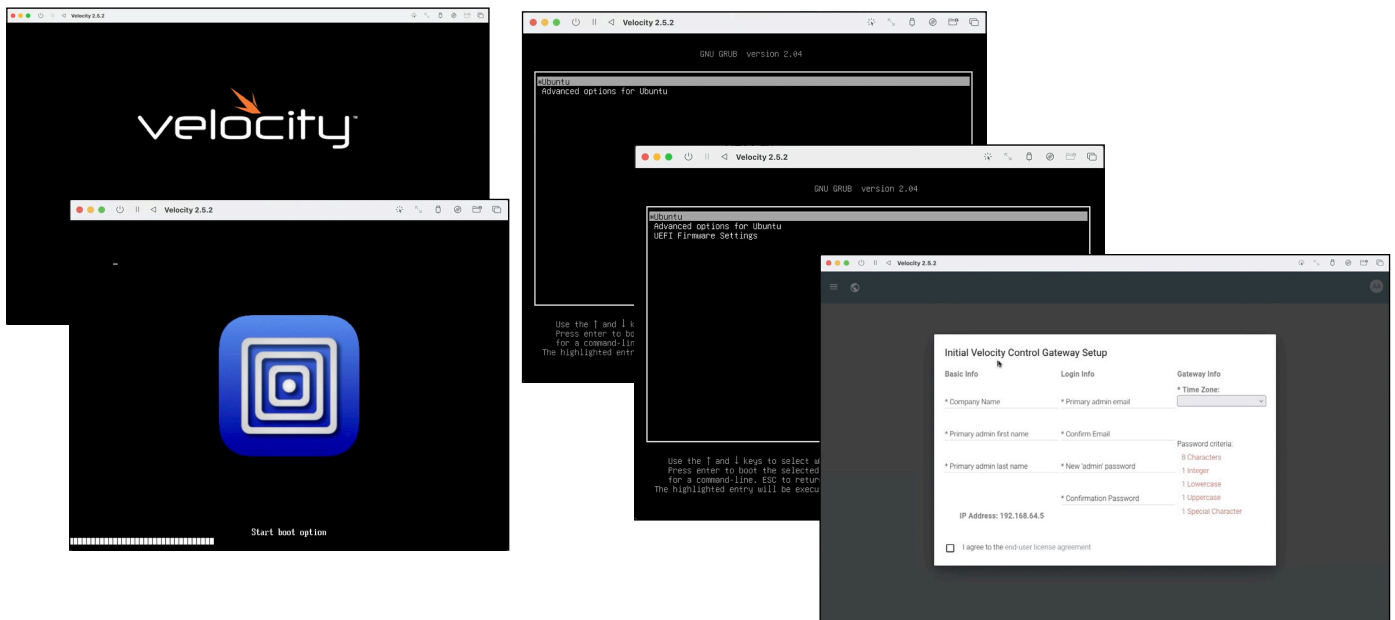 Velocity 2.5.2
velocity™
Velocity 2.5.2
Start boot option
Velocity 2.5.2
GNU GRUB version 2.04
*Ubuntu
Advanced options for Ubuntu
Use the ↑ and ↓
Press enter to
for a command-lin
The highlighted entr
Velocity 2.5.2
GNU GRUB version 2.04
*Ubuntu
Advanced options for Ubuntu
UEFI Firmware Settings
Use the ↑ and ↓ keys to select
Press enter to boot the selected
for a command-line. ESC to retur
The highlighted entry will be execu
Velocity 2.5.2
Initial Velocity Control Gateway Setup
Basic Info
* Company Name
* Primary admin first name
* Primary admin last name
IP Address: 192.168.64.5
Login Info
* Primary admin email
* Confirm Email
* New 'admin' password
* Confirmation Password
Gateway Info
* Time Zone:
Password criteria:
8 Characters
1 Integer
1 Lowercase
1 Uppercase
1 Special Character
I agree to the end-user license agreement